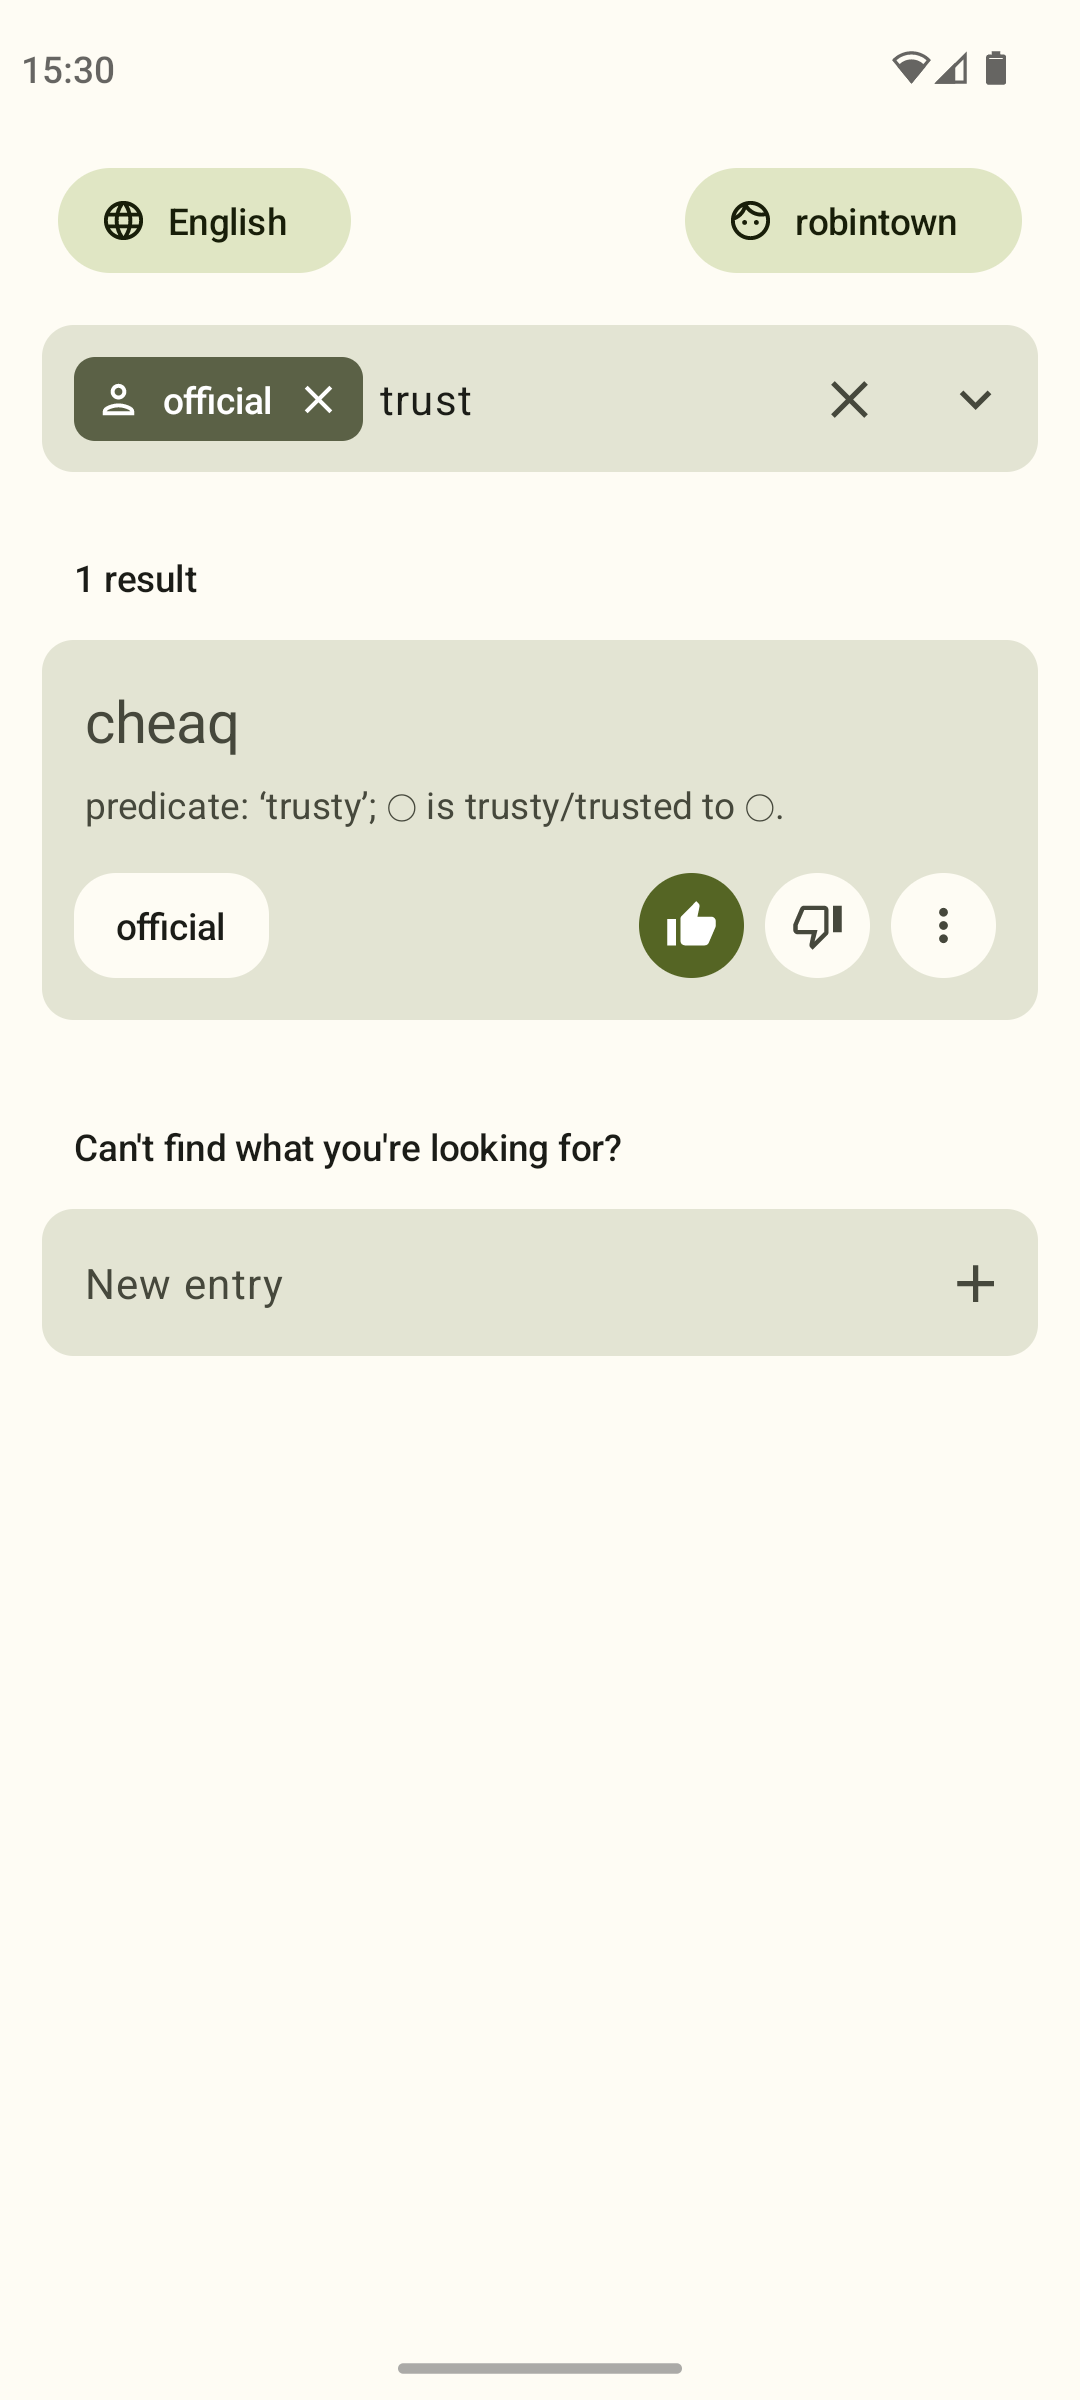 15:30
English
robintown
official
trust
1 result
cheaq
predicate: ‘trusty’; ◯ is trusty/trusted to ◯.
official
Can't find what you're looking for?
New entry